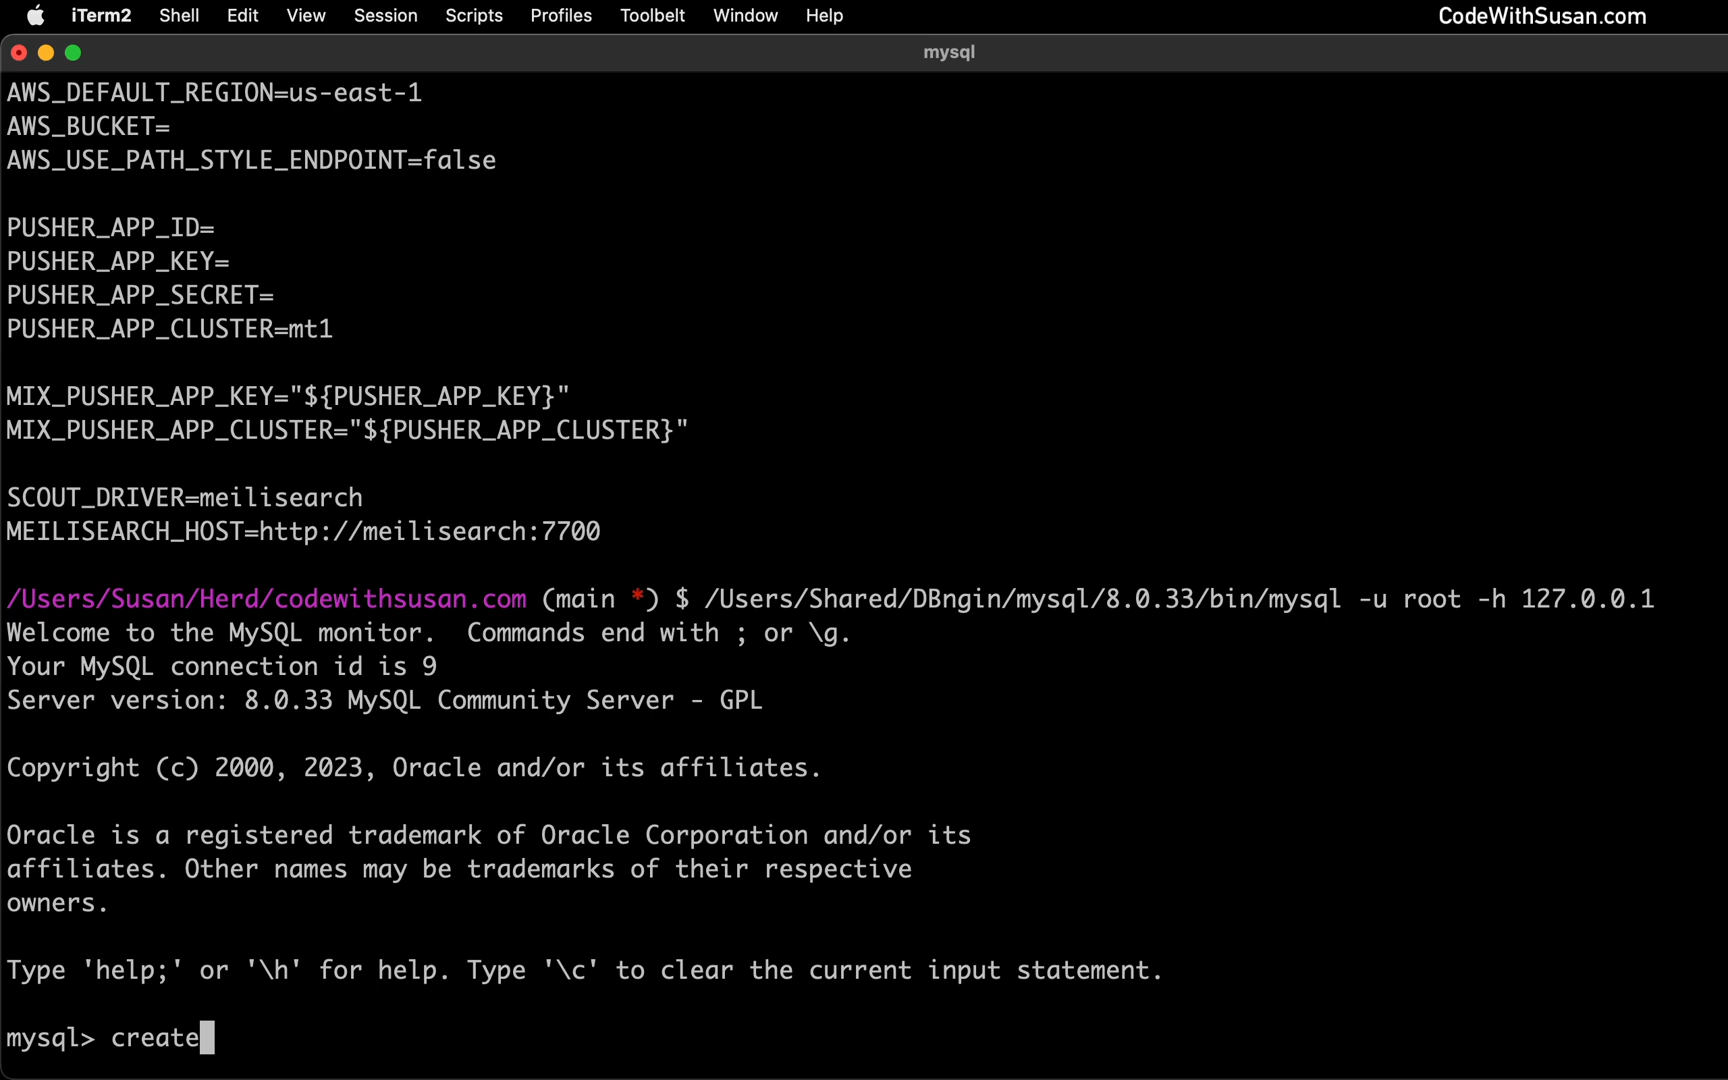 iTerm2 Shell Edit View Session Scripts Profiles Toolbelt Window Help CodeWithSusan.com
mysql
AWS_DEFAULT_REGION=us-east-1
AWS_BUCKET=
AWS_USE_PATH_STYLE_ENDPOINT=false
PUSHER_APP_ID=
PUSHER_APP_KEY=
PUSHER_APP_SECRET=
PUSHER_APP_CLUSTER=mt1
MIX_PUSHER_APP_KEY="${PUSHER_APP_KEY}"
MIX_PUSHER_APP_CLUSTER="${PUSHER_APP_CLUSTER}"
SCOUT_DRIVER=meilisearch
MEILISEARCH_HOST=http://meilisearch:7700
/Users/Susan/Herd/codewithsusan.com (main *) $ /Users/Shared/DBngin/mysql/8.0.33/bin/mysql -u root -h 127.0.0.1
Welcome to the MySQL monitor.  Commands end with ; or \g.
Your MySQL connection id is 9
Server version: 8.0.33 MySQL Community Server - GPL
Copyright (c) 2000, 2023, Oracle and/or its affiliates.
Oracle is a registered trademark of Oracle Corporation and/or its
affiliates. Other names may be trademarks of their respective
owners.
Type 'help;' or '\h' for help. Type '\c' to clear the current input statement.
mysql> create